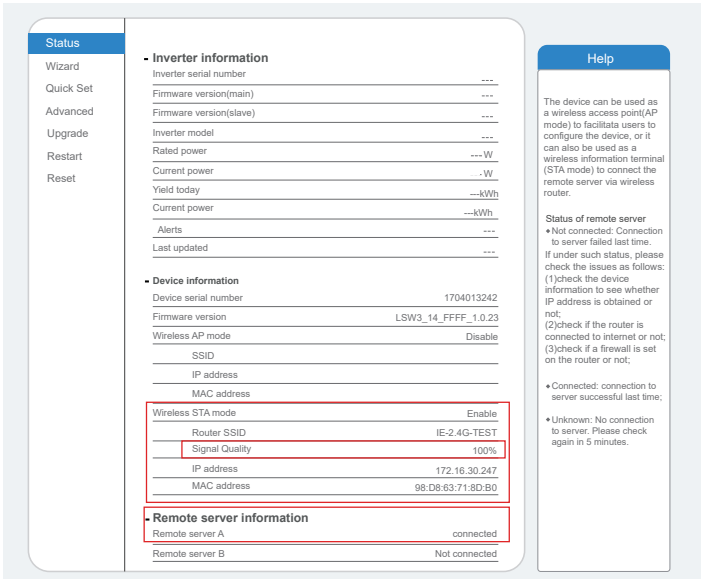 Status
Wizard
Quick Set
Advanced
Upgrade
Restart
Reset
- Inverter information
Inverter serial number ---
Firmware version(main) ---
Firmware version(slave) ---
Inverter model ---
Rated power --- W
Current power --- W
Yield today ---kWh
Current power ---kWh
Alerts ---
Last updated ---
- Device information
Device serial number 1704013242
Firmware version LSW3_14_FFFF_1.0.23
Wireless AP mode Disable
SSID
IP address
MAC address
Wireless STA mode Enable
Router SSID IE-2.4G-TEST
Signal Quality 100%
IP address 172.16.30.247
MAC address 98:D8:63:71:8D:B0
- Remote server information
Remote server A connected
Remote server B Not connected
Help
The device can be used as
a wireless access point(AP
mode) to facilitata users to
configure the device, or it
can also be used as a
wireless information terminal
(STA mode) to connect the
remote server via wireless
router.
Status of remote server
◆Not connected: Connection
to server failed last time.
If under such status, please
check the issues as follows:
(1)check the device
information to see whether
IP address is obtained or
not;
(2)check if the router is
connected to internet or not;
(3)check if a firewall is set
on the router or not;
◆Connected: connection to
server successful last time;
◆Unknown: No connection
to server. Please check
again in 5 minutes.